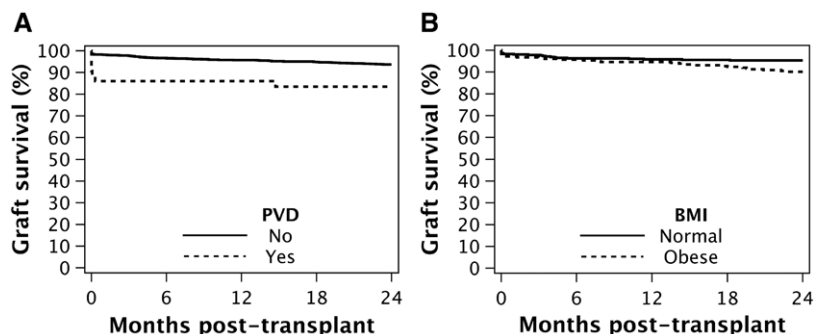 A
Graft survival (%)
100
90
80
70
60
50
40
30
20
10
0
PVD
No
Yes
0 6 12 18 24
Months post-transplant
B
Graft survival (%)
100
90
80
70
60
50
40
30
20
10
0
BMI
Normal
Obese
0 6 12 18 24
Months post-transplant